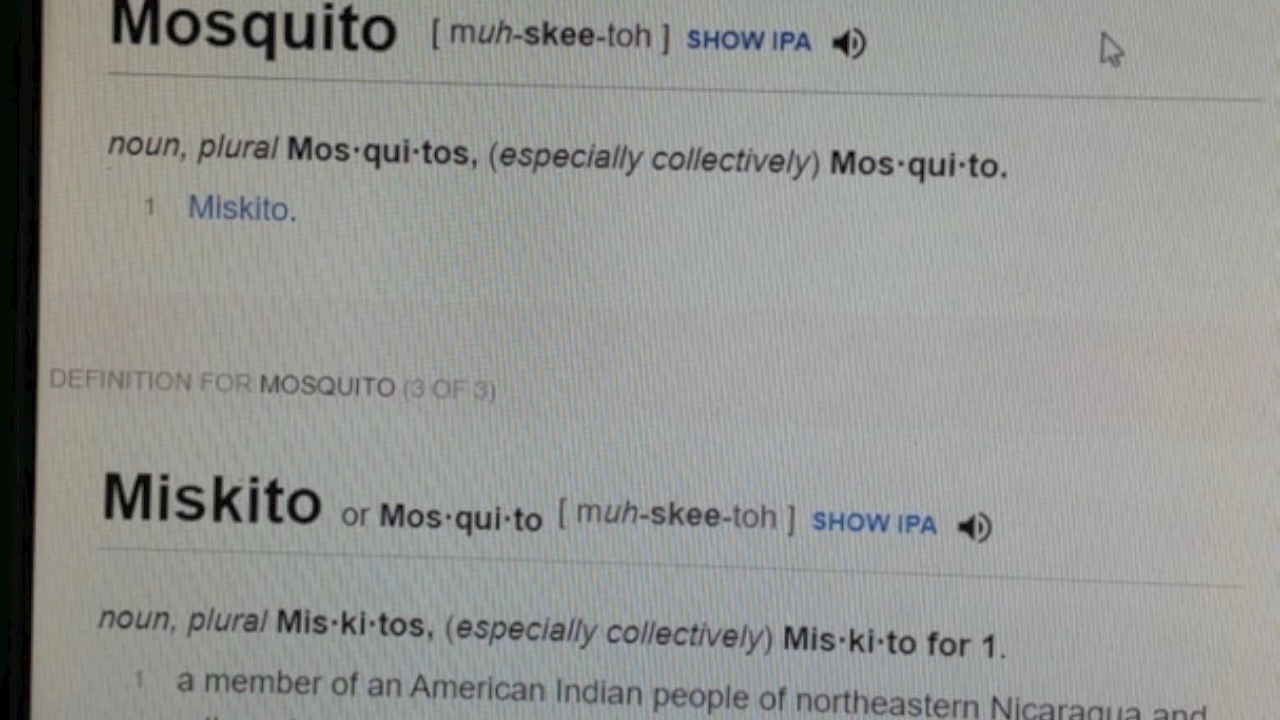 Mosquito [ muh-skee-toh ] SHOW IPA
noun, plural Mos·qui·tos, (especially collectively) Mos·qui·to.
1 Miskito.
DEFINITION FOR MOSQUITO (3 OF 3)
Miskito or Mos·qui·to [ muh-skee-toh ] SHOW IPA
noun, plural Mis·ki·tos, (especially collectively) Mis·ki·to for 1.
1 a member of an American Indian people of northeastern Nicaragua and